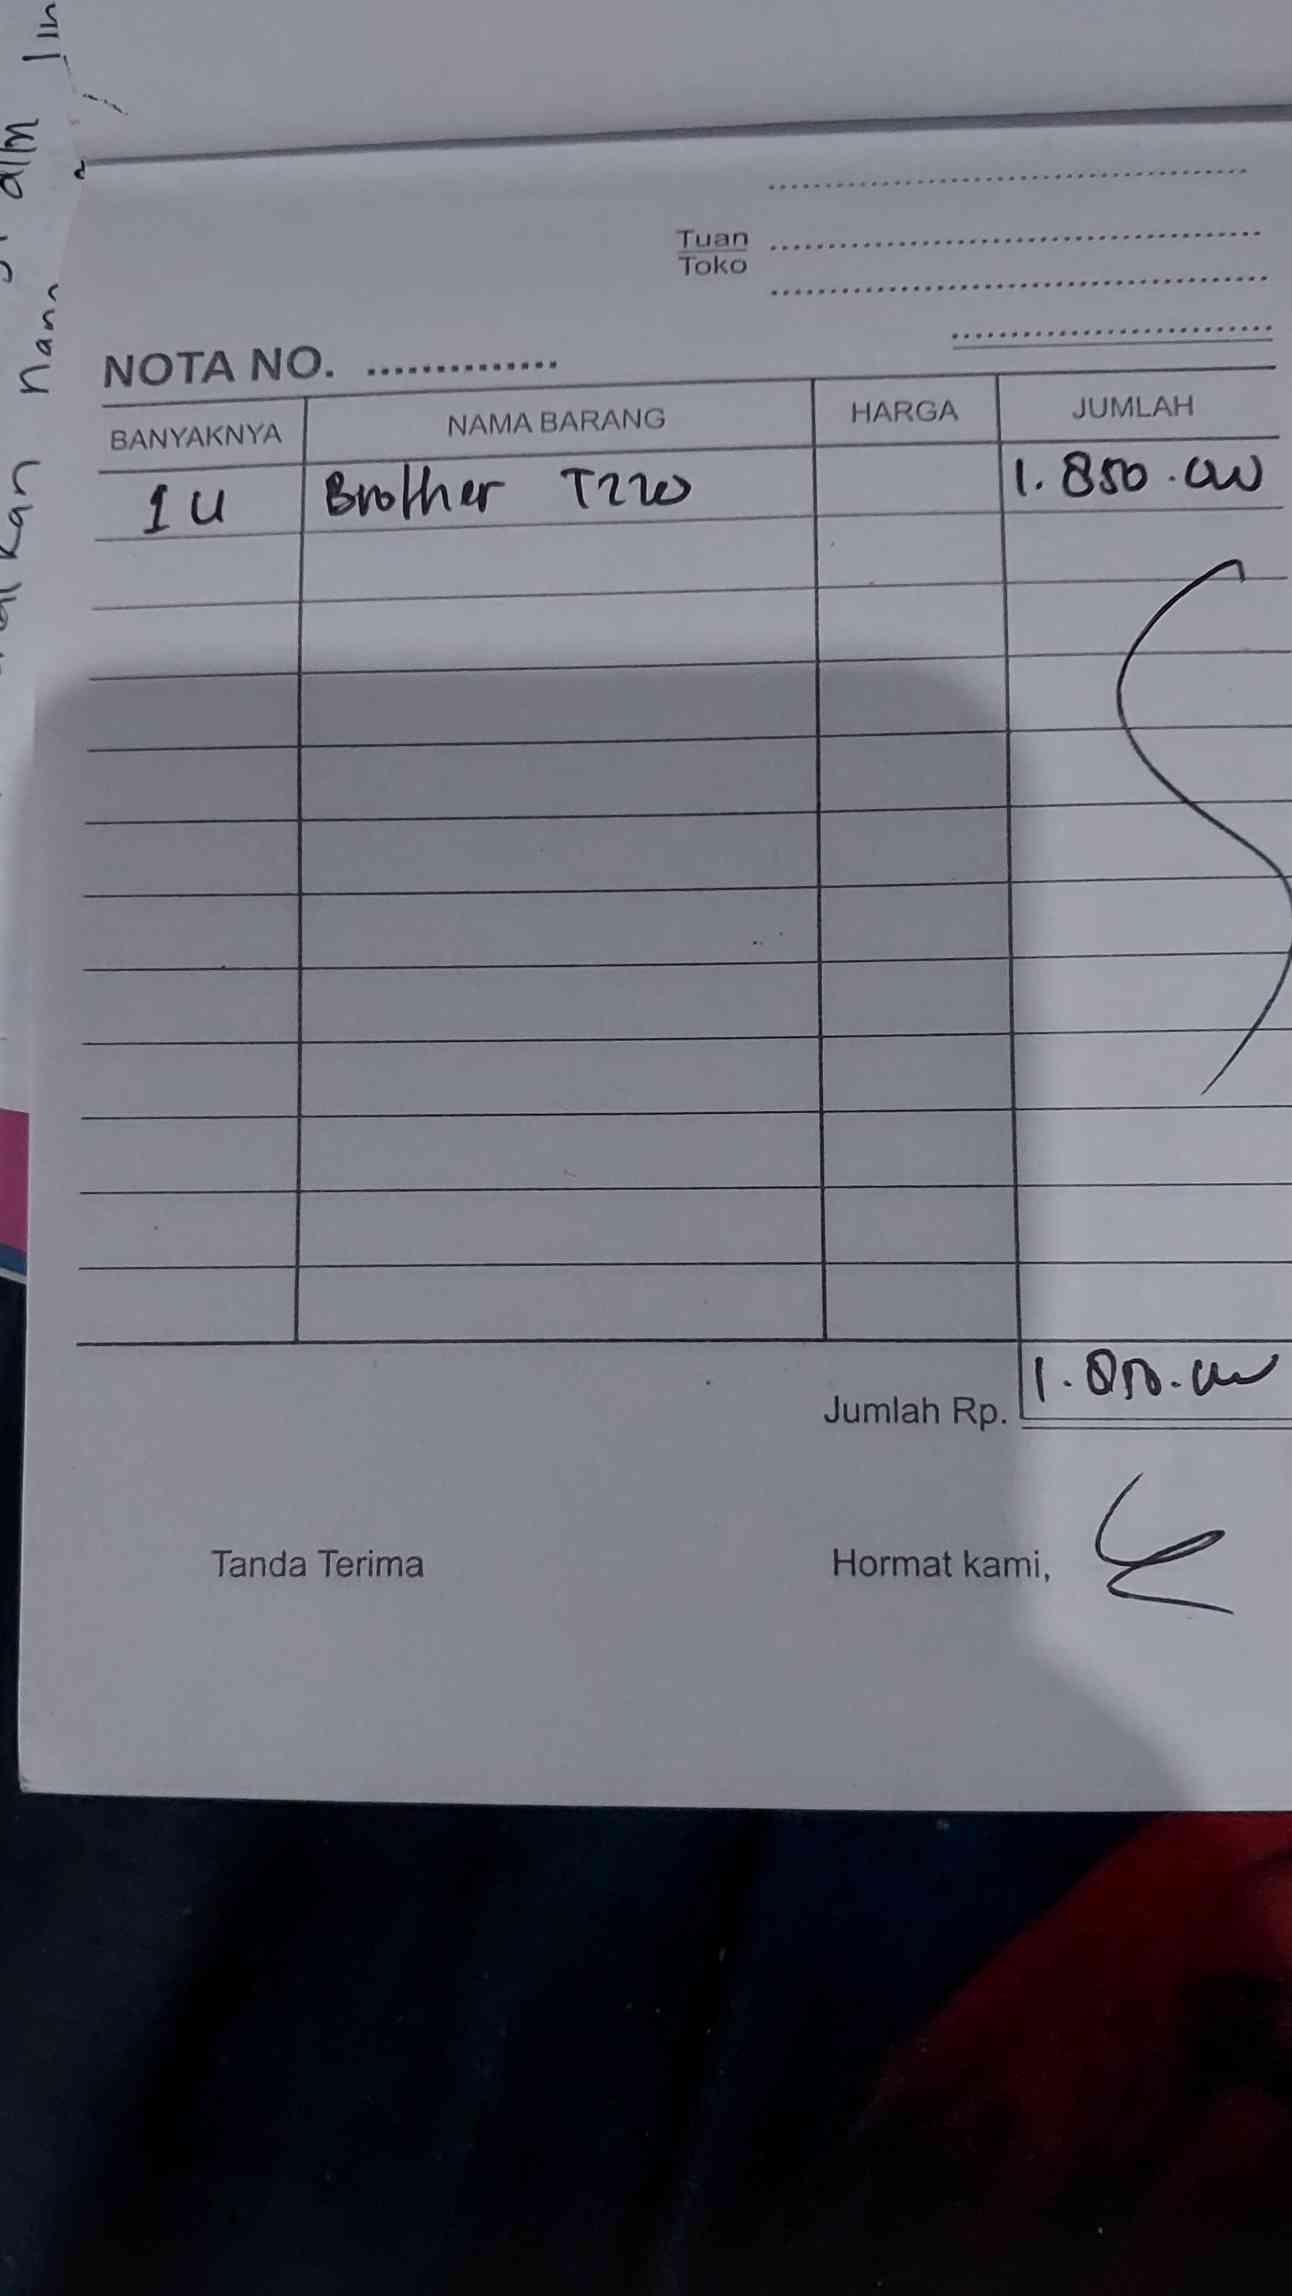 Tuan
Toko
NOTA NO. ..............
BANYAKNYA NAMA BARANG HARGA JUMLAH
1 U Brother T220 1.850.000
Jumlah Rp. 1.850.000
Tanda Terima Hormat kami,